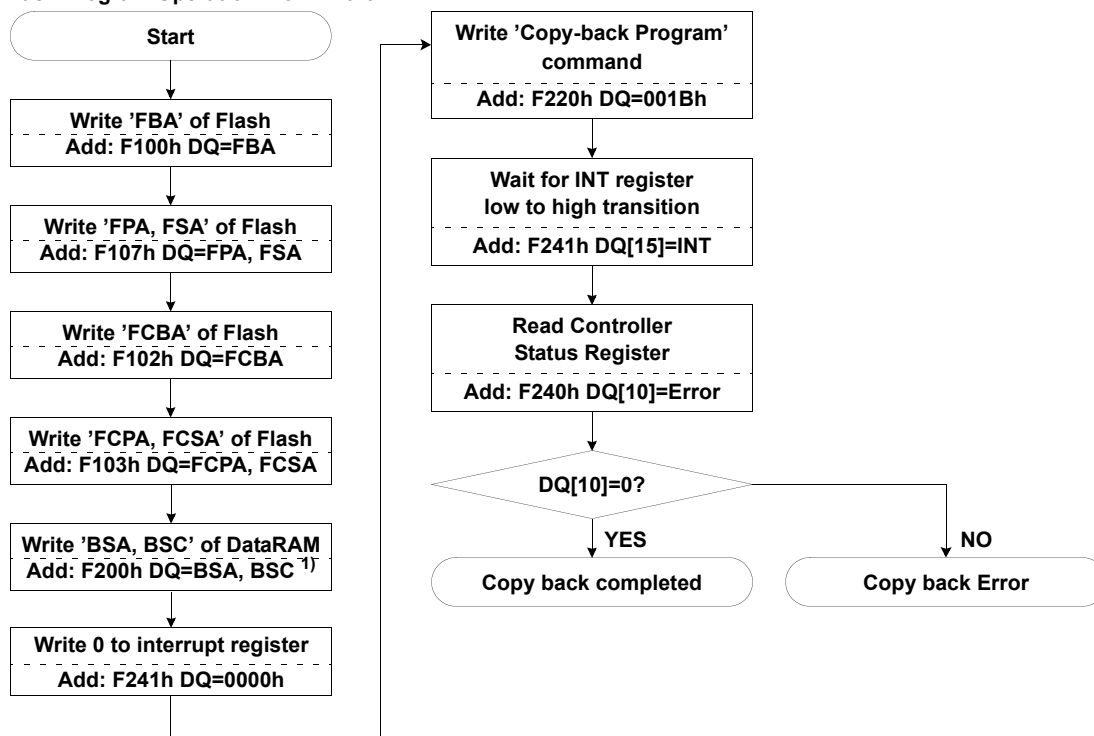 Start
Write 'FBA' of Flash
Add: F100h DQ=FBA
Write 'FPA, FSA' of Flash
Add: F107h DQ=FPA, FSA
Write 'FCBA' of Flash
Add: F102h DQ=FCBA
Write 'FCPA, FCSA' of Flash
Add: F103h DQ=FCPA, FCSA
Write 'BSA, BSC' of DataRAM
Add: F200h DQ=BSA, BSC 1)
Write 0 to interrupt register
Add: F241h DQ=0000h
Write 'Copy-back Program'
command
Add: F220h DQ=001Bh
Wait for INT register
low to high transition
Add: F241h DQ[15]=INT
Read Controller
Status Register
Add: F240h DQ[10]=Error
DQ[10]=0?
YES
NO
Copy back completed
Copy back Error